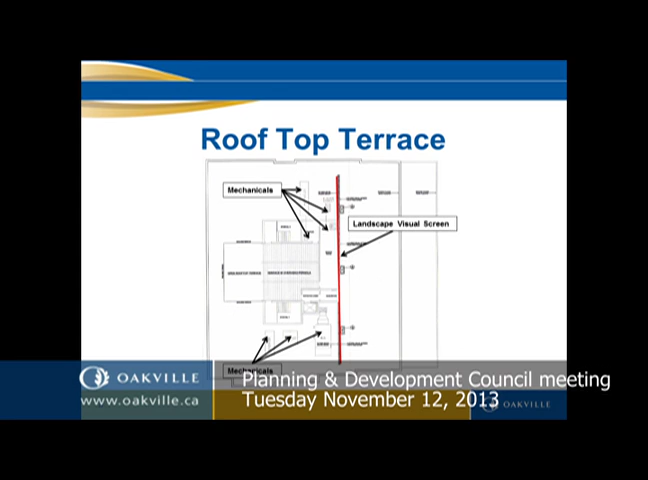 Roof Top Terrace
Mechanicals
Landscape Visual Screen
Mechanicals
OAKVILLE
www.oakville.ca
Planning & Development Council meeting
Tuesday November 12, 2013
OAKVILLE